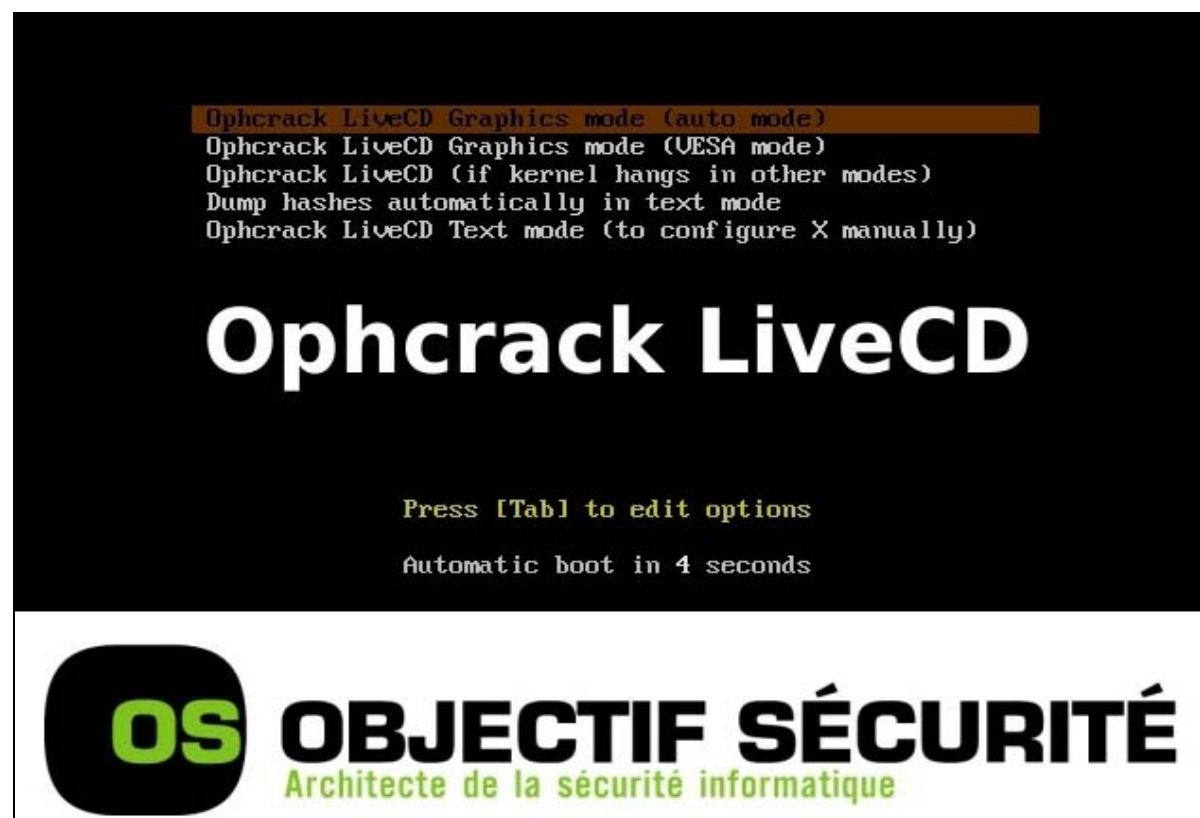 Ophcrack LiveCD Graphics mode (auto mode)
Ophcrack LiveCD Graphics mode (VESA mode)
Ophcrack LiveCD (if kernel hangs in other modes)
Dump hashes automatically in text mode
Ophcrack LiveCD Text mode (to configure X manually)
Ophcrack LiveCD
Press [Tab] to edit options
Automatic boot in 4 seconds
OS OBJECTIF SÉCURITÉ
Architecte de la sécurité informatique